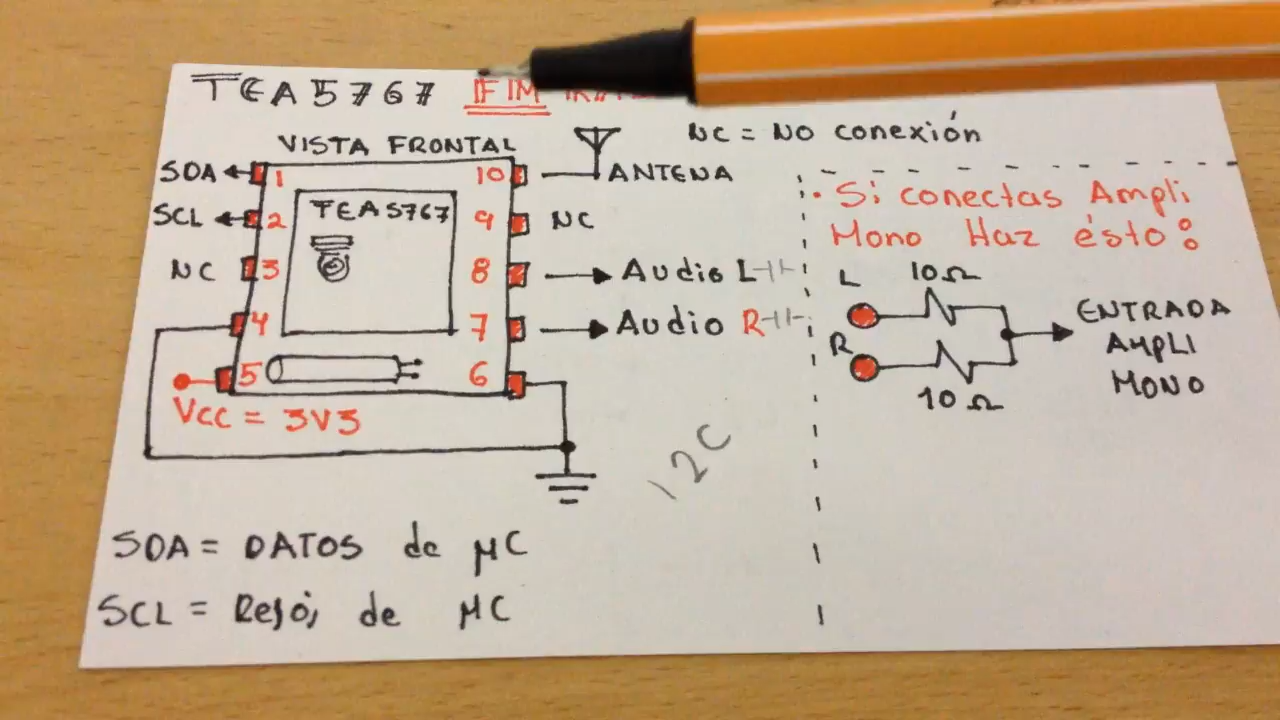 TEA5767 FM
VISTA FRONTAL
NC = NO conexión
SDA 1
SCL 2
NC 3
4
5
VCC = 3V3
TEA5767
10 ANTENA
9 NC
8 Audio L
7 Audio R
6
I2C
SDA = DATOS de µC
SCL = Reloj de µC
· Si conectas Ampli
Mono Haz ésto:
L 10Ω
R 10Ω
ENTRADA
AMPLI
MONO